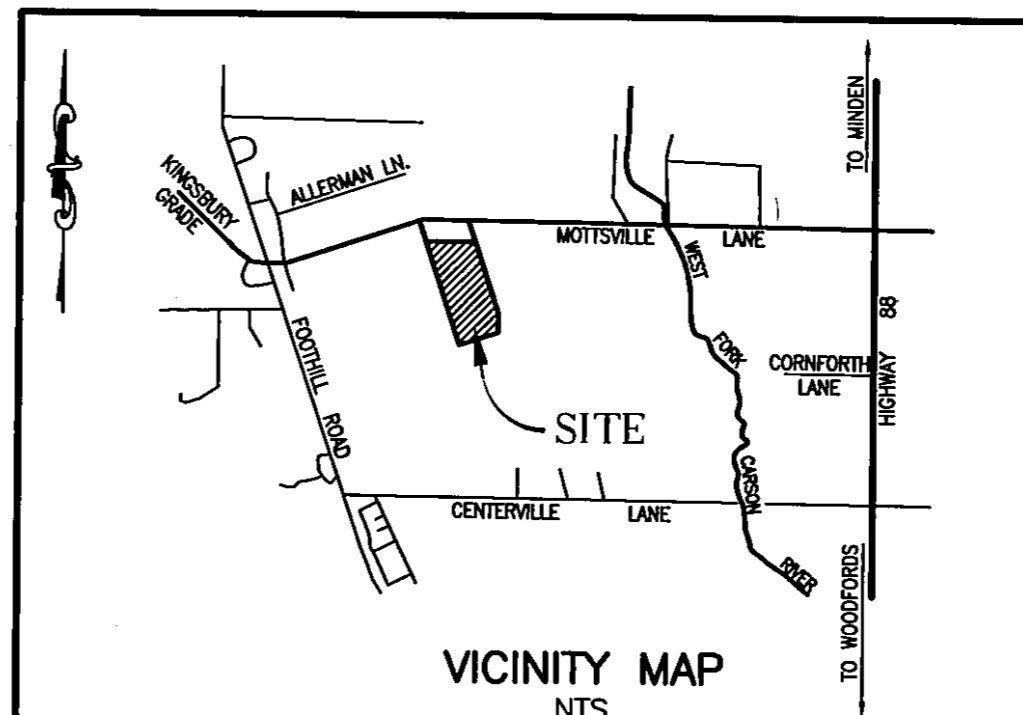 TO MINDEN
KINGSBURY
GRADE
ALLERMAN LN.
MOTTSVILLE LANE
WEST FORK CARSON RIVER
FOOTHILL ROAD
HIGHWAY 88
CORNFORTH
LANE
SITE
CENTERVILLE LANE
TO WOODFORDS
VICINITY MAP
NTS